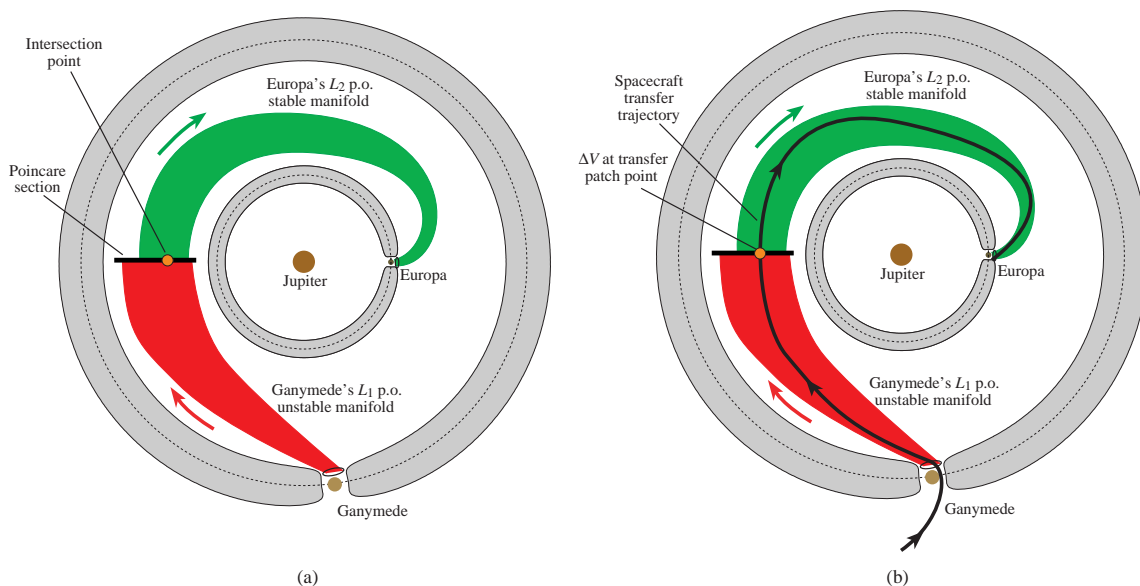 Intersection
point
Europa's L2 p.o.
stable manifold
Poincare
section
Jupiter
Europa
Ganymede's L1 p.o.
unstable manifold
Ganymede
(a)
Spacecraft
transfer
trajectory
Europa's L2 p.o.
stable manifold
ΔV at transfer
patch point
Jupiter
Europa
Ganymede's L1 p.o.
unstable manifold
Ganymede
(b)